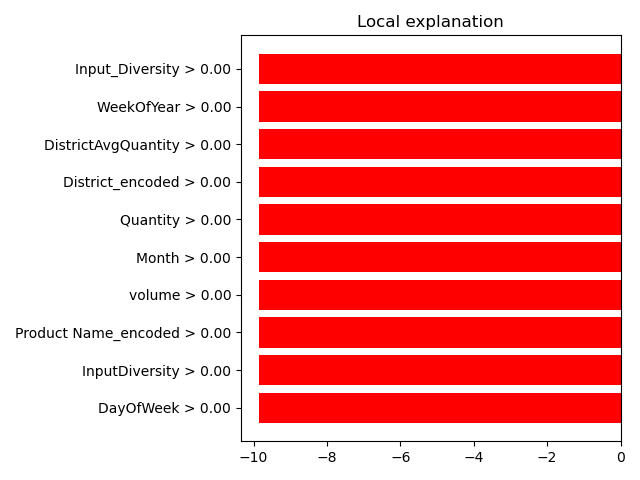 Local explanation
Input_Diversity > 0.00
WeekOfYear > 0.00
DistrictAvgQuantity > 0.00
District_encoded > 0.00
Quantity > 0.00
Month > 0.00
volume > 0.00
Product Name_encoded > 0.00
InputDiversity > 0.00
DayOfWeek > 0.00
−10 −8 −6 −4 −2 0